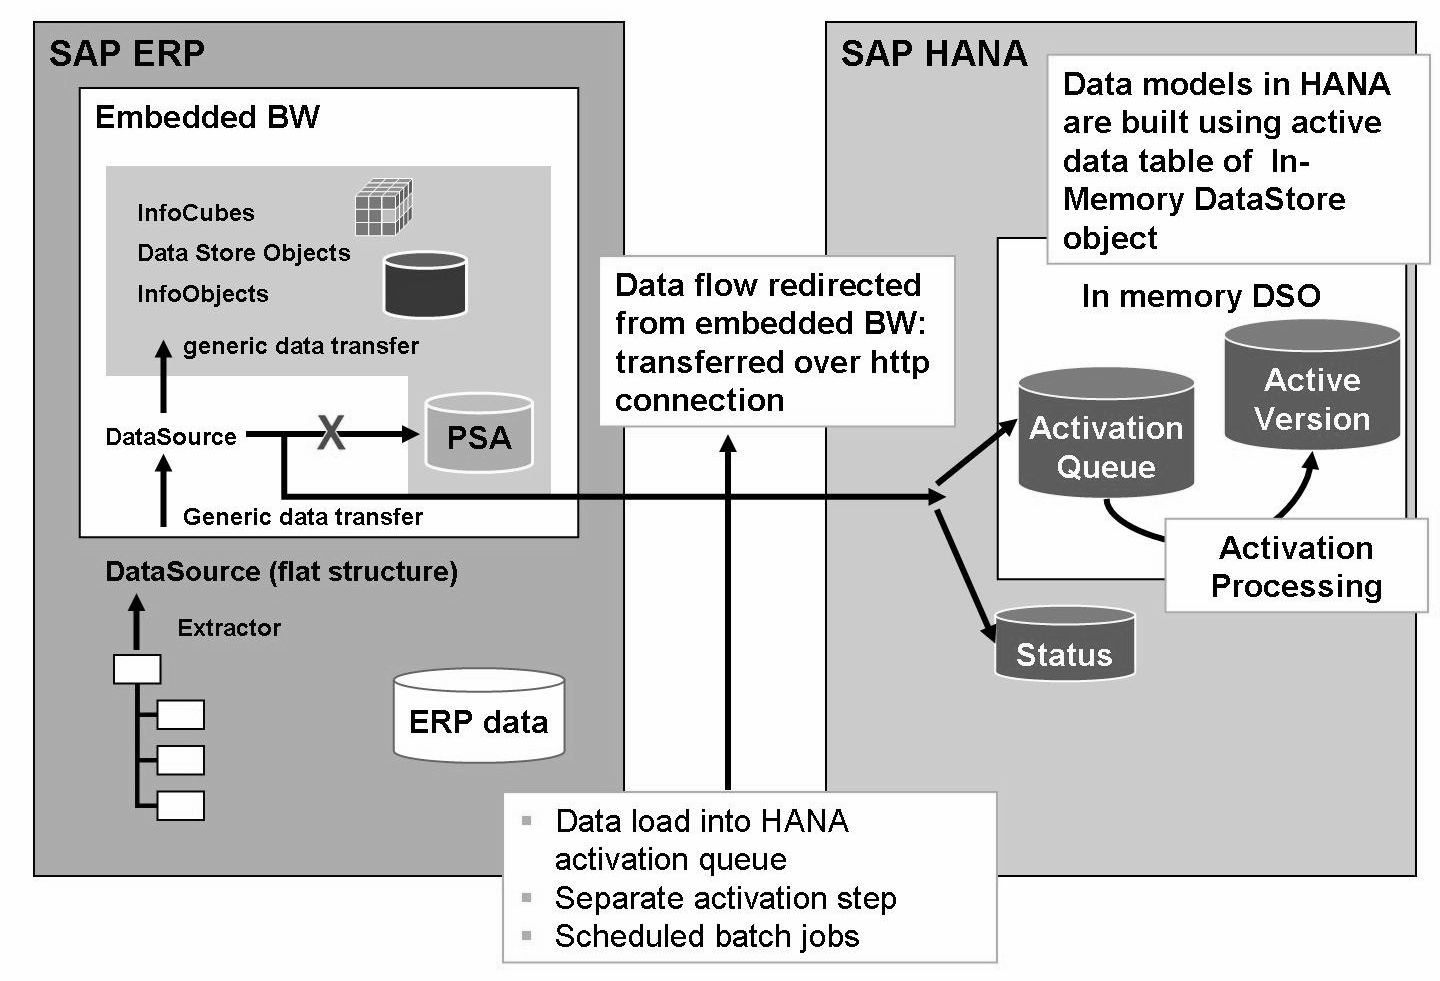 SAP ERP
Embedded BW
InfoCubes
Data Store Objects
InfoObjects
generic data transfer
DataSource
X
PSA
Generic data transfer
DataSource (flat structure)
Extractor
ERP data
Data flow redirected
from embedded BW:
transferred over http
connection
Data load into HANA
activation queue
Separate activation step
Scheduled batch jobs
SAP HANA
Data models in HANA
are built using active
data table of In-
Memory DataStore
object
In memory DSO
Activation
Queue
Active
Version
Activation
Processing
Status